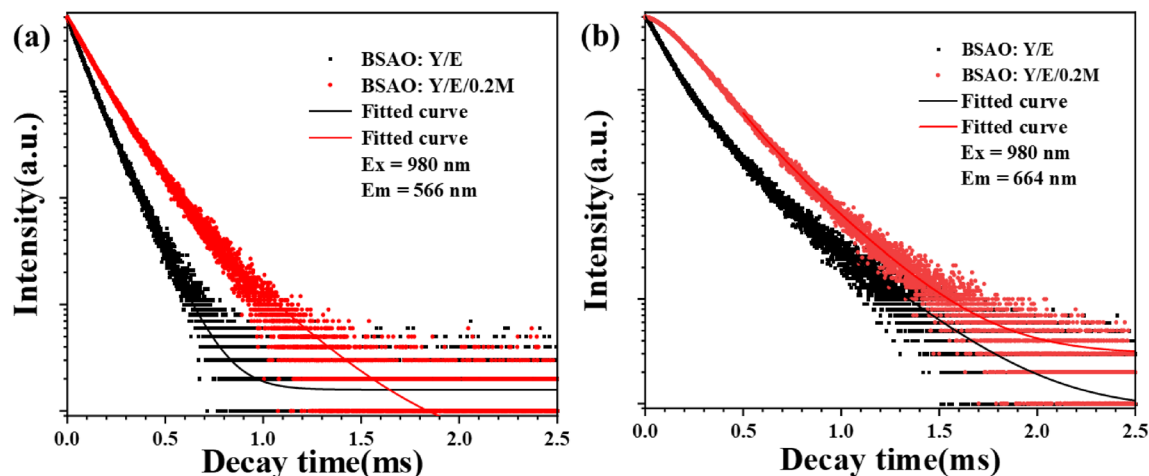 (a)
BSAO: Y/E
BSAO: Y/E/0.2M
Fitted curve
Fitted curve
Ex = 980 nm
Em = 566 nm
Intensity(a.u.)
0.0 0.5 1.0 1.5 2.0 2.5
Decay time(ms)
(b)
BSAO: Y/E
BSAO: Y/E/0.2M
Fitted curve
Fitted curve
Ex = 980 nm
Em = 664 nm
Intensity(a.u.)
0.0 0.5 1.0 1.5 2.0 2.5
Decay time(ms)